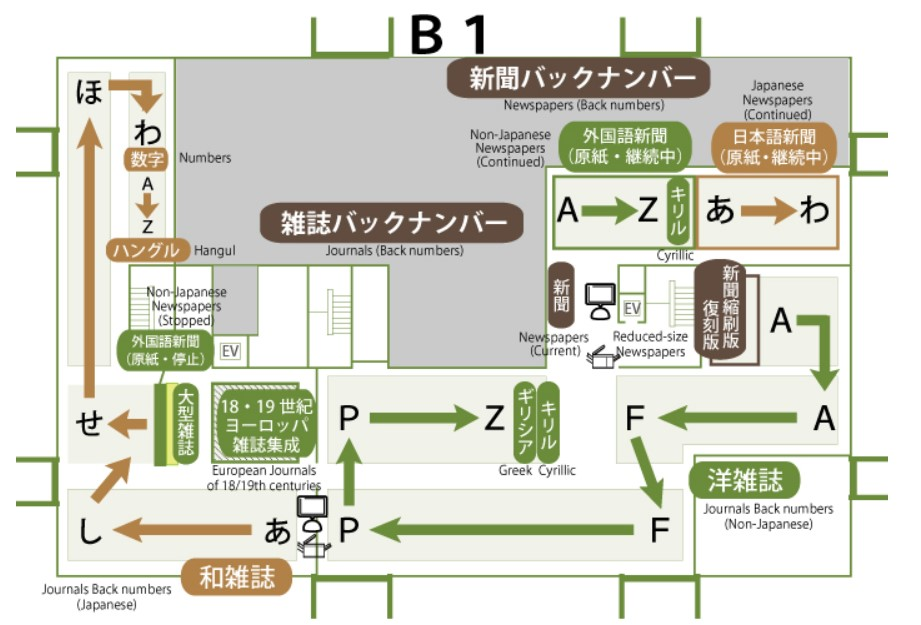 B 1
新聞バックナンバー
Newspapers (Back numbers)
Japanese
Newspapers
(Continued)
Non-Japanese
Newspapers
(Continued)
外国語新聞
(原紙・継続中)
日本語新聞
(原紙・継続中)
ほ
わ
数字
Numbers
A
Z
ハングル
Hangul
A
Z
キリル
Cyrillic
あ
わ
雑誌バックナンバー
Journals (Back numbers)
Non-Japanese
Newspapers
(Stopped)
外国語新聞
(原紙・停止)
EV
新聞
Newspapers
(Current)
EV
Reduced-size
Newspapers
新聞縮刷版
復刻版
A
せ
大型雑誌
18・19 世紀
ヨーロッパ
雑誌集成
European Journals
of 18/19th centuries
P
Z
ギリシア
キリル
Greek
Cyrillic
F
A
洋雑誌
Journals Back numbers
(Non-Japanese)
し
あ
P
F
和雑誌
Journals Back numbers
(Japanese)